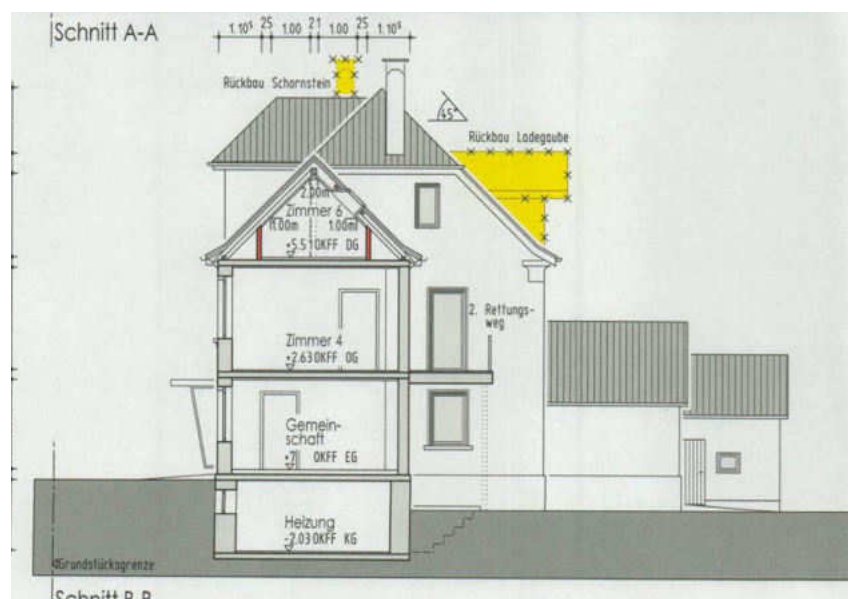 Schnitt A-A
1.10⁵ 25 1.00 21 1.00 25 1.10⁵
Rückbau Schornstein
45°
Rückbau Ladegaube
2.00m
Zimmer 6
1.00m 1.00m
+5.51 OKFF DG
2. Rettungs-
weg
Zimmer 4
+2.63 OKFF OG
Gemein-
schaft
OKFF EG
Heizung
-2.03 OKFF KG
Grundstücksgrenze
Schnitt B-B